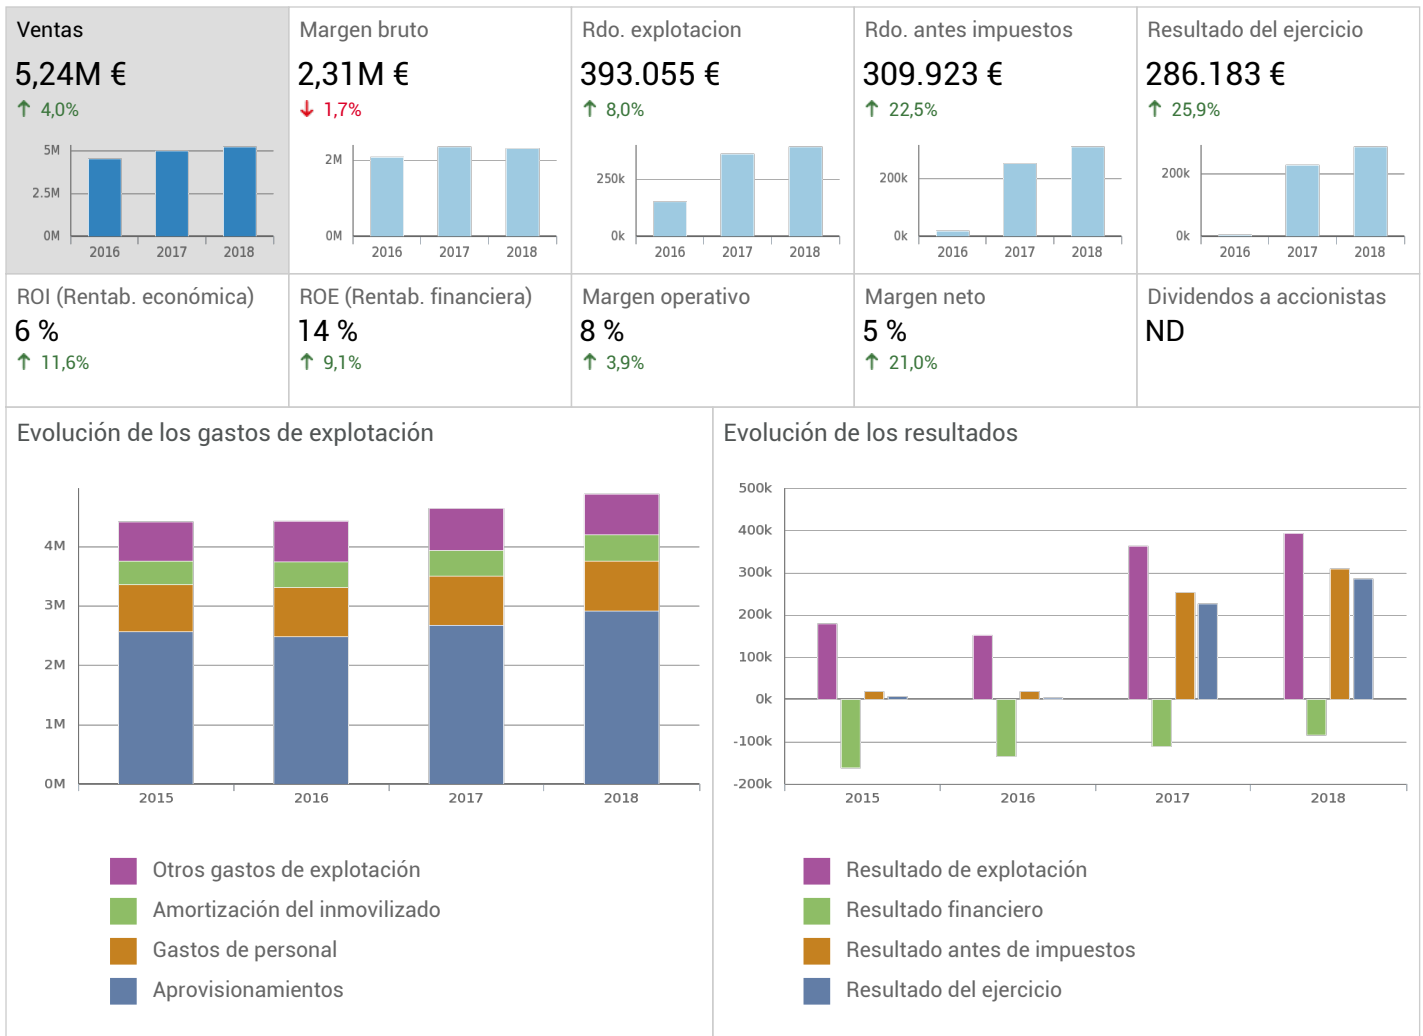 Ventas
5,24M €
↑ 4,0%
5M
2.5M
0M
2016 2017 2018
Margen bruto
2,31M €
↓ 1,7%
2M
0M
2016 2017 2018
Rdo. explotacion
393.055 €
↑ 8,0%
250k
0k
2016 2017 2018
Rdo. antes impuestos
309.923 €
↑ 22,5%
200k
0k
2016 2017 2018
Resultado del ejercicio
286.183 €
↑ 25,9%
200k
0k
2016 2017 2018
ROI (Rentab. económica)
6 %
↑ 11,6%
ROE (Rentab. financiera)
14 %
↑ 9,1%
Margen operativo
8 %
↑ 3,9%
Margen neto
5 %
↑ 21,0%
Dividendos a accionistas
ND
Evolución de los gastos de explotación
4M
3M
2M
1M
0M
2015 2016 2017 2018
Otros gastos de explotación
Amortización del inmovilizado
Gastos de personal
Aprovisionamientos
Evolución de los resultados
500k
400k
300k
200k
100k
0k
-100k
-200k
2015 2016 2017 2018
Resultado de explotación
Resultado financiero
Resultado antes de impuestos
Resultado del ejercicio